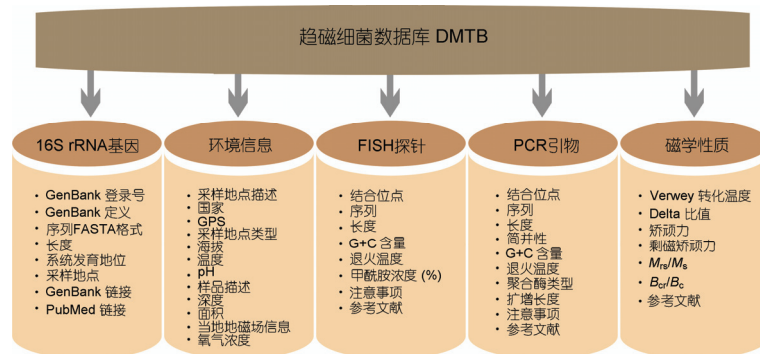 趋磁细菌数据库 DMTB
16S rRNA基因
GenBank 登录号
GenBank 定义
序列FASTA格式
长度
系统发育地位
采样地点
GenBank 链接
PubMed 链接
环境信息
采样地点描述
国家
GPS
采样地点类型
海拔
温度
pH
样品描述
深度
面积
当地地磁场信息
氧气浓度
FISH探针
结合位点
序列
长度
G+C 含量
退火温度
甲酰胺浓度 (%)
注意事项
参考文献
PCR引物
结合位点
序列
长度
简并性
G+C 含量
退火温度
聚合酶类型
扩增长度
注意事项
参考文献
磁学性质
Verwey 转化温度
Delta 比值
矫顽力
剩磁矫顽力
Mrs/Ms
Bcr/Bc
参考文献